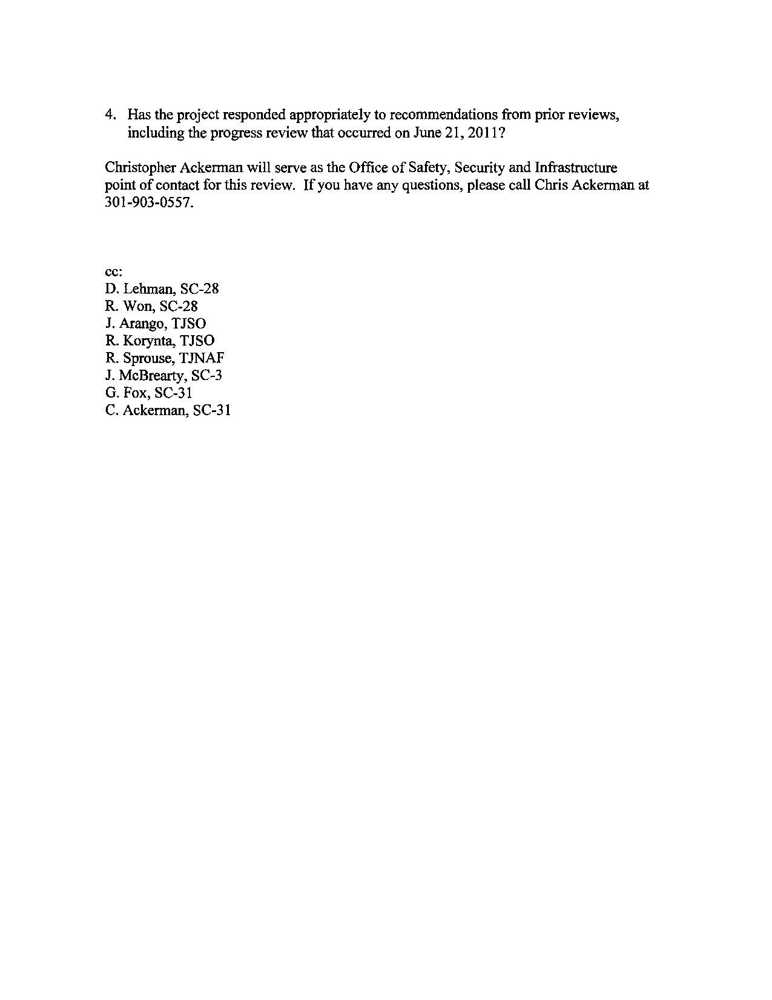 4. Has the project responded appropriately to recommendations from prior reviews,
including the progress review that occurred on June 21, 2011?
Christopher Ackerman will serve as the Office of Safety, Security and Infrastructure
point of contact for this review. If you have any questions, please call Chris Ackerman at
301-903-0557.
cc:
D. Lehman, SC-28
R. Won, SC-28
J. Arango, TJSO
R. Korynta, TJSO
R. Sprouse, TJNAF
J. McBrearty, SC-3
G. Fox, SC-31
C. Ackerman, SC-31